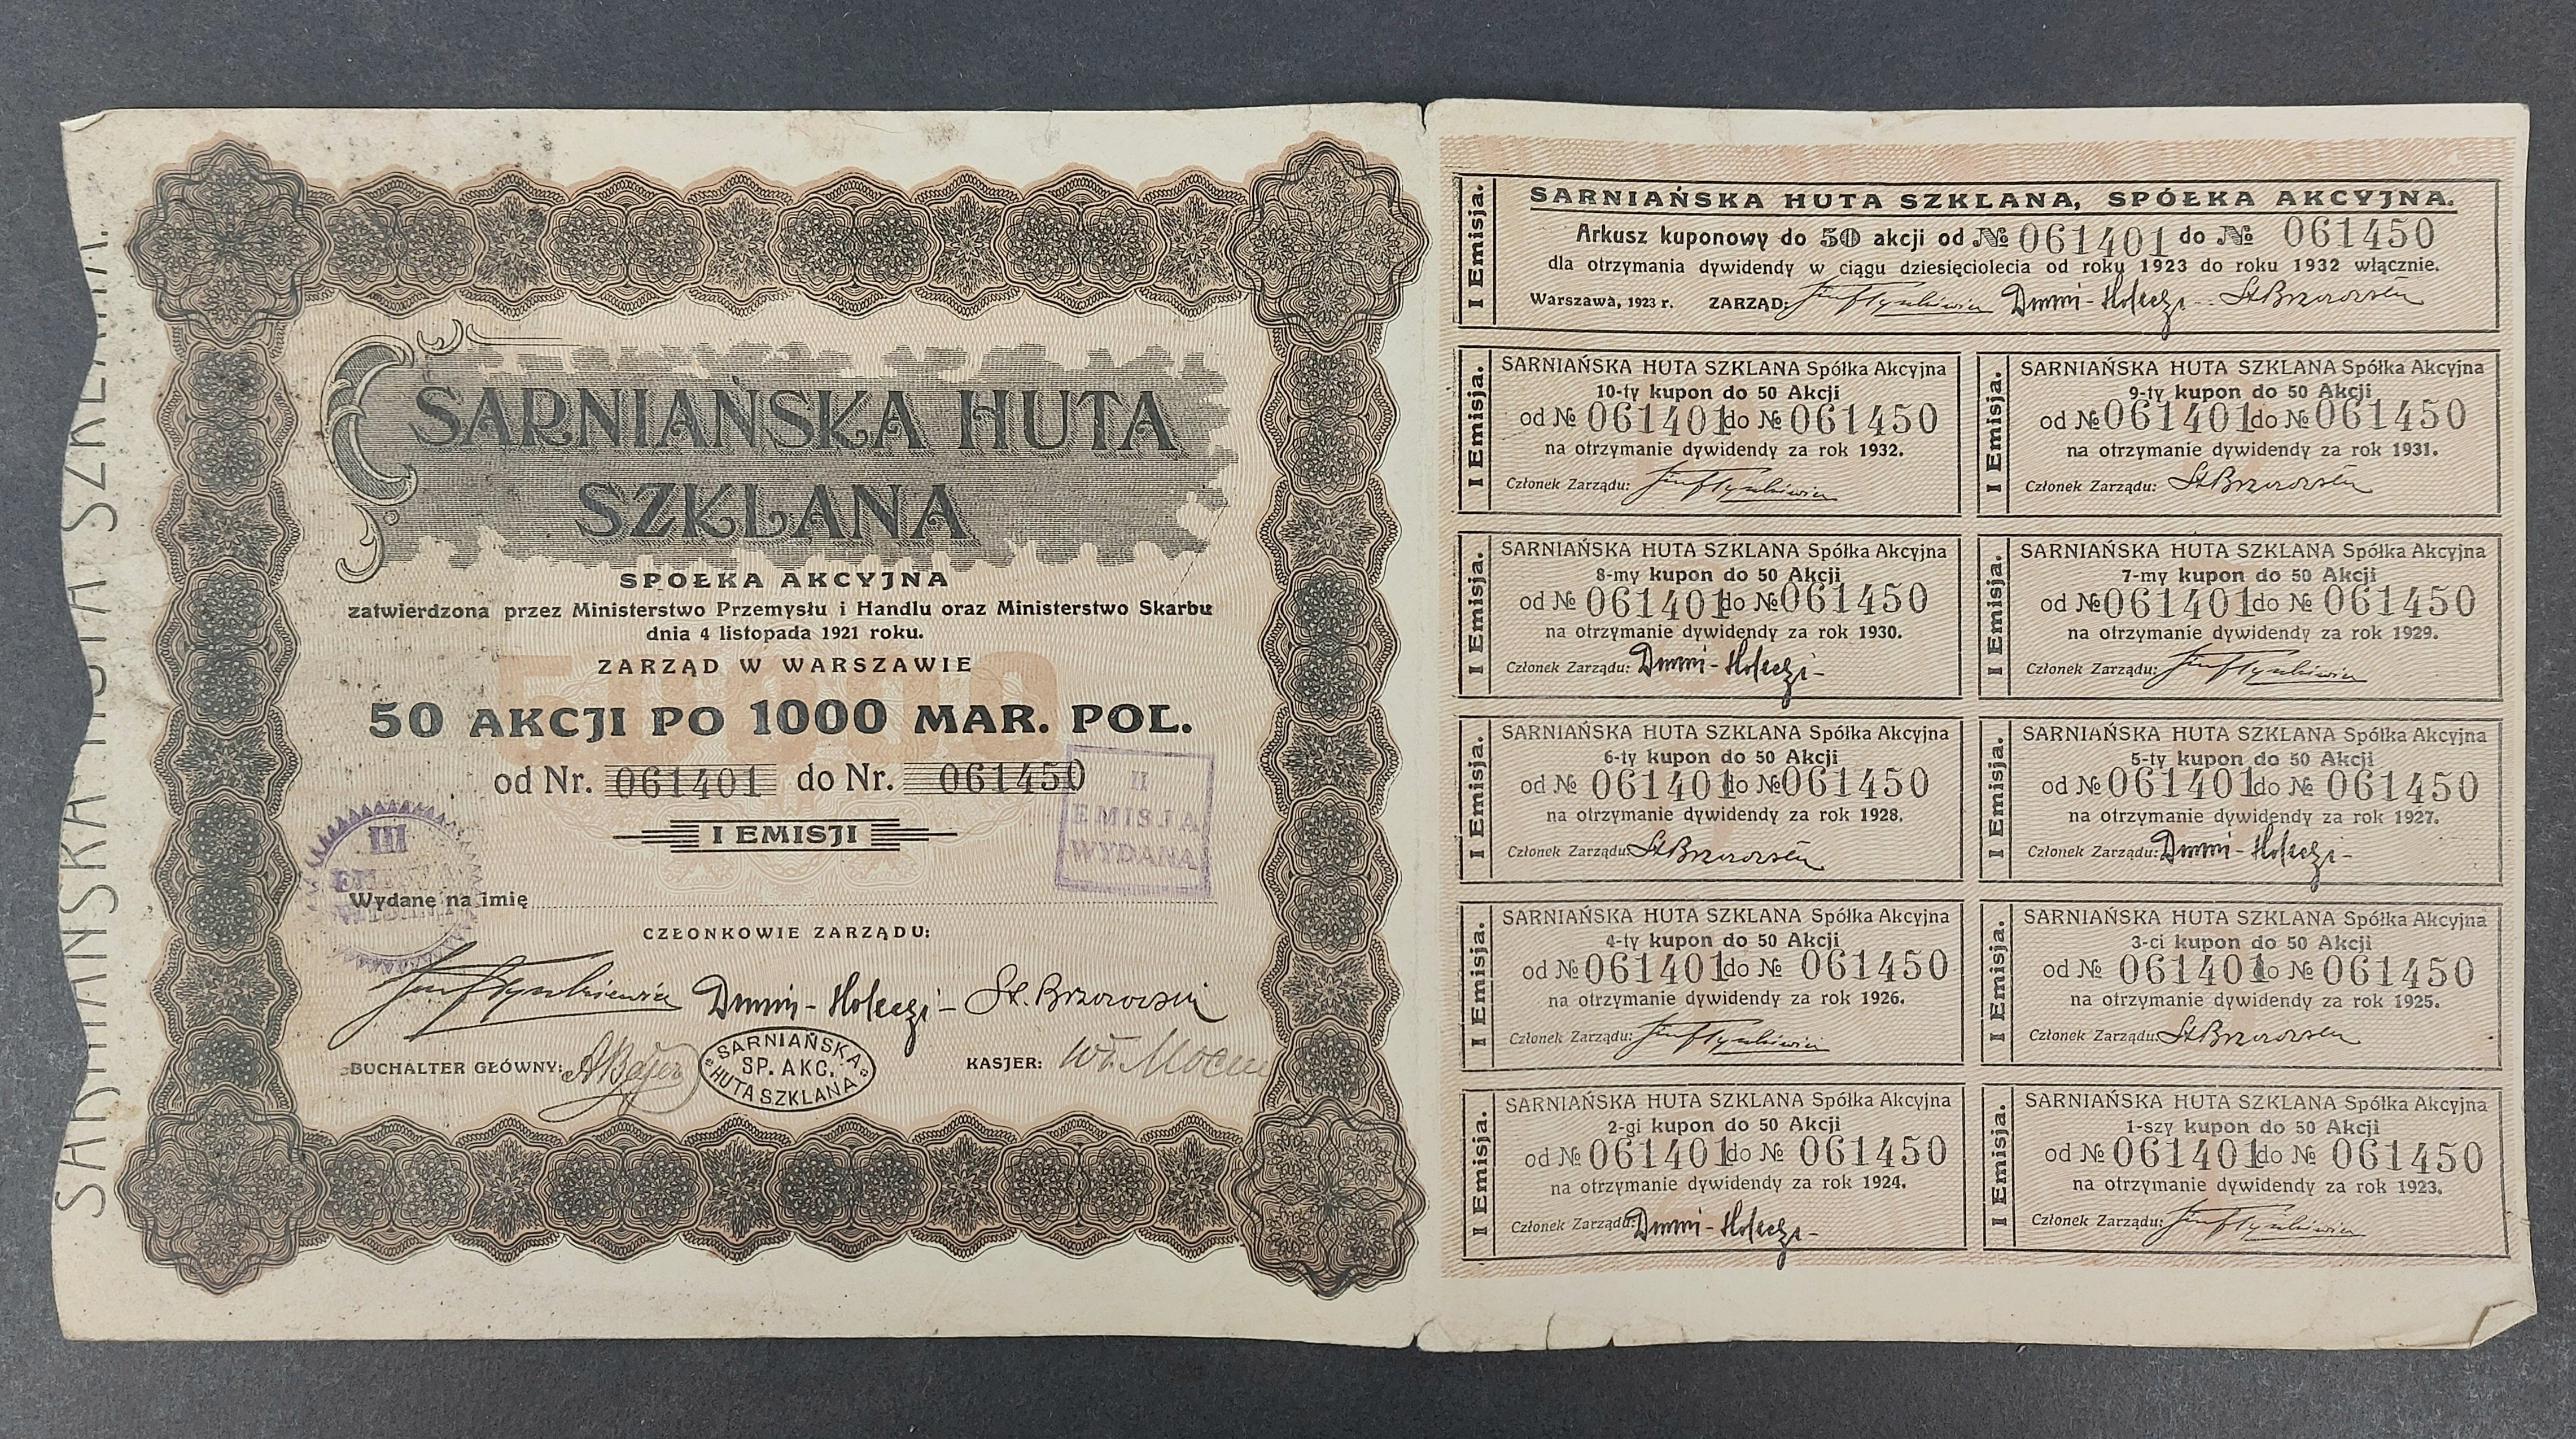 SARNIAŃSKA HUTA SZKLANA.
SARNIAŃSKA HUTA
SZKLANA
SPÓŁKA AKCYJNA
zatwierdzona przez Ministerstwo Przemysłu i Handlu oraz Ministerstwo Skarbu
dnia 4 listopada 1921 roku.
ZARZĄD W WARSZAWIE
50000
50 AKCJI PO 1000 MAR. POL.
od Nr. 061401 do Nr. 061450
I EMISJI
II
EMISJA
WYDANA
III
Wydane na imię
CZŁONKOWIE ZARZĄDU:
BUCHALTER GŁÓWNY:
SARNIAŃSKA
SP. AKC.
HUTA SZKLANA
KASJER:
I Emisja.
SARNIAŃSKA HUTA SZKLANA, SPÓŁKA AKCYJNA.
Arkusz kuponowy do 50 akcji od № 061401 do № 061450
dla otrzymania dywidendy w ciągu dziesięciolecia od roku 1923 do roku 1932 włącznie.
Warszawa, 1923 r. ZARZĄD:
I Emisja.
SARNIAŃSKA HUTA SZKLANA Spółka Akcyjna
10-ty kupon do 50 Akcji
od № 061401 do № 061450
na otrzymanie dywidendy za rok 1932.
Członek Zarządu:
I Emisja.
SARNIAŃSKA HUTA SZKLANA Spółka Akcyjna
9-ty kupon do 50 Akcji
od № 061401 do № 061450
na otrzymanie dywidendy za rok 1931.
Członek Zarządu:
I Emisja.
SARNIAŃSKA HUTA SZKLANA Spółka Akcyjna
8-my kupon do 50 Akcji
od № 061401 do № 061450
na otrzymanie dywidendy za rok 1930.
Członek Zarządu:
I Emisja.
SARNIAŃSKA HUTA SZKLANA Spółka Akcyjna
7-my kupon do 50 Akcji
od № 061401 do № 061450
na otrzymanie dywidendy za rok 1929.
Członek Zarządu:
I Emisja.
SARNIAŃSKA HUTA SZKLANA Spółka Akcyjna
6-ty kupon do 50 Akcji
od № 061401 do № 061450
na otrzymanie dywidendy za rok 1928.
Członek Zarządu:
I Emisja.
SARNIAŃSKA HUTA SZKLANA Spółka Akcyjna
5-ty kupon do 50 Akcji
od № 061401 do № 061450
na otrzymanie dywidendy za rok 1927.
Członek Zarządu:
I Emisja.
SARNIAŃSKA HUTA SZKLANA Spółka Akcyjna
4-ty kupon do 50 Akcji
od № 061401 do № 061450
na otrzymanie dywidendy za rok 1926.
Członek Zarządu:
I Emisja.
SARNIAŃSKA HUTA SZKLANA Spółka Akcyjna
3-ci kupon do 50 Akcji
od № 061401 do № 061450
na otrzymanie dywidendy za rok 1925.
Członek Zarządu:
I Emisja.
SARNIAŃSKA HUTA SZKLANA Spółka Akcyjna
2-gi kupon do 50 Akcji
od № 061401 do № 061450
na otrzymanie dywidendy za rok 1924.
Członek Zarządu:
I Emisja.
SARNIAŃSKA HUTA SZKLANA Spółka Akcyjna
1-szy kupon do 50 Akcji
od № 061401 do № 061450
na otrzymanie dywidendy za rok 1923.
Członek Zarządu: